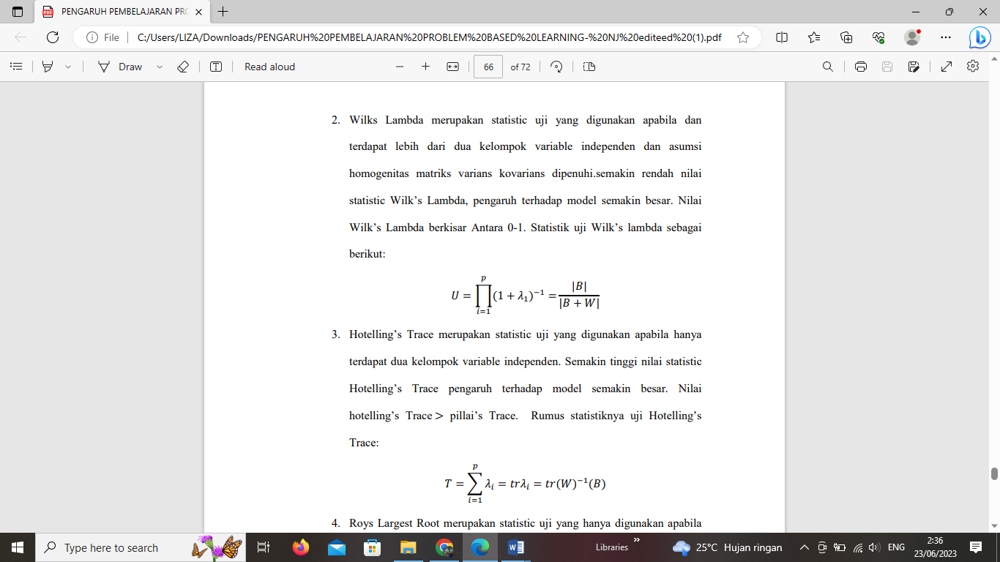 PENGARUH PEMBELAJARAN PRO
File
C:/Users/LIZA/Downloads/PENGARUH%20PEMBELAJARAN%20PROBLEM%20BASED%20LEARNING-%20NJ%20editeed%20(1).pdf
Draw
Read aloud
66 of 72
2. Wilks Lambda merupakan statistic uji yang digunakan apabila dan
terdapat lebih dari dua kelompok variable independen dan asumsi
homogenitas matriks varians kovarians dipenuhi.semakin rendah nilai
statistic Wilk’s Lambda, pengaruh terhadap model semakin besar. Nilai
Wilk’s Lambda berkisar Antara 0-1. Statistik uji Wilk’s lambda sebagai
berikut:
U = ∏_{i=1}^{p} (1 + λ₁)⁻¹ = |B| / |B + W|
3. Hotelling’s Trace merupakan statistic uji yang digunakan apabila hanya
terdapat dua kelompok variable independen. Semakin tinggi nilai statistic
Hotelling’s Trace pengaruh terhadap model semakin besar. Nilai
hotelling’s Trace > pillai’s Trace. Rumus statistiknya uji Hotelling’s
Trace:
T = ∑_{i=1}^{p} λᵢ = trλᵢ = tr(W)⁻¹(B)
4. Roys Largest Root merupakan statistic uji yang hanya digunakan apabila
Type here to search
Libraries
25°C Hujan ringan
ENG
2:36
23/06/2023